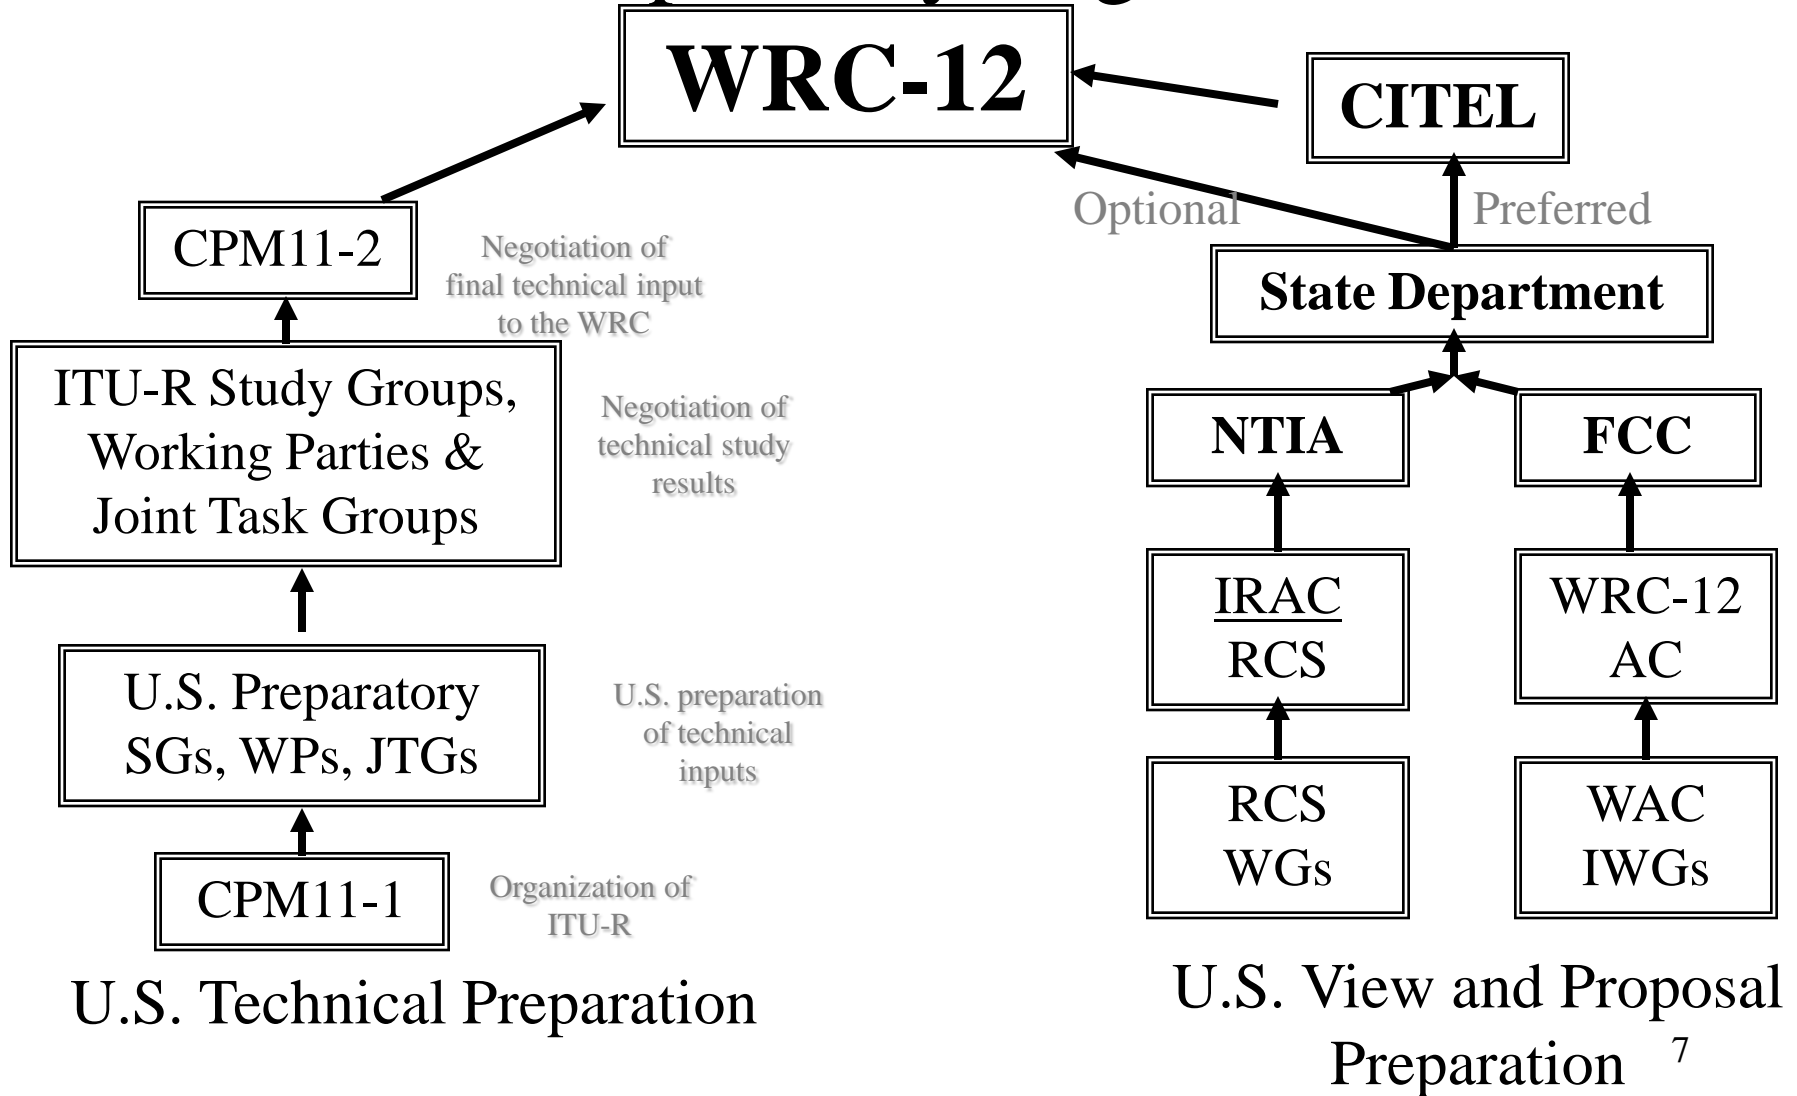 WRC-12
CITEL
Optional
Preferred
CPM11-2
Negotiation of
final technical input
to the WRC
State Department
ITU-R Study Groups,
Working Parties &
Joint Task Groups
Negotiation of
technical study
results
NTIA
FCC
IRAC
RCS
WRC-12
AC
U.S. Preparatory
SGs, WPs, JTGs
U.S. preparation
of technical
inputs
RCS
WGs
WAC
IWGs
CPM11-1
Organization of
ITU-R
U.S. Technical Preparation
U.S. View and Proposal
Preparation
7